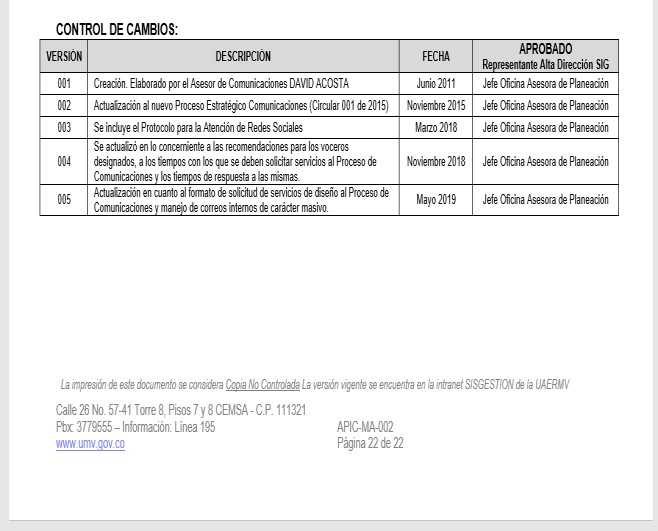 CONTROL DE CAMBIOS:
VERSIÓN DESCRIPCIÓN FECHA APROBADO
Representante Alta Dirección SIG
001 Creación. Elaborado por el Asesor de Comunicaciones DAVID ACOSTA Junio 2011 Jefe Oficina Asesora de Planeación
002 Actualización al nuevo Proceso Estratégico Comunicaciones (Circular 001 de 2015) Noviembre 2015 Jefe Oficina Asesora de Planeación
003 Se incluye el Protocolo para la Atención de Redes Sociales Marzo 2018 Jefe Oficina Asesora de Planeación
Se actualizó en lo concerniente a las recomendaciones para los voceros
004 designados, a los tiempos con los que se deben solicitar servicios al Proceso de Noviembre 2018 Jefe Oficina Asesora de Planeación
Comunicaciones y los tiempos de respuesta a las mismas.
005 Actualización en cuanto al formato de solicitud de servicios de diseño al Proceso de Mayo 2019 Jefe Oficina Asesora de Planeación
Comunicaciones y manejo de correos internos de carácter masivo.
La impresión de este documento se considera Copia No Controlada La versión vigente se encuentra en la intranet SISGESTION de la UAERMV
Calle 26 No. 57-41 Torre 8, Pisos 7 y 8 CEMSA - C.P. 111321
Pbx: 3779555 – Información: Línea 195 APIC-MA-002
www.umv.gov.co Página 22 de 22